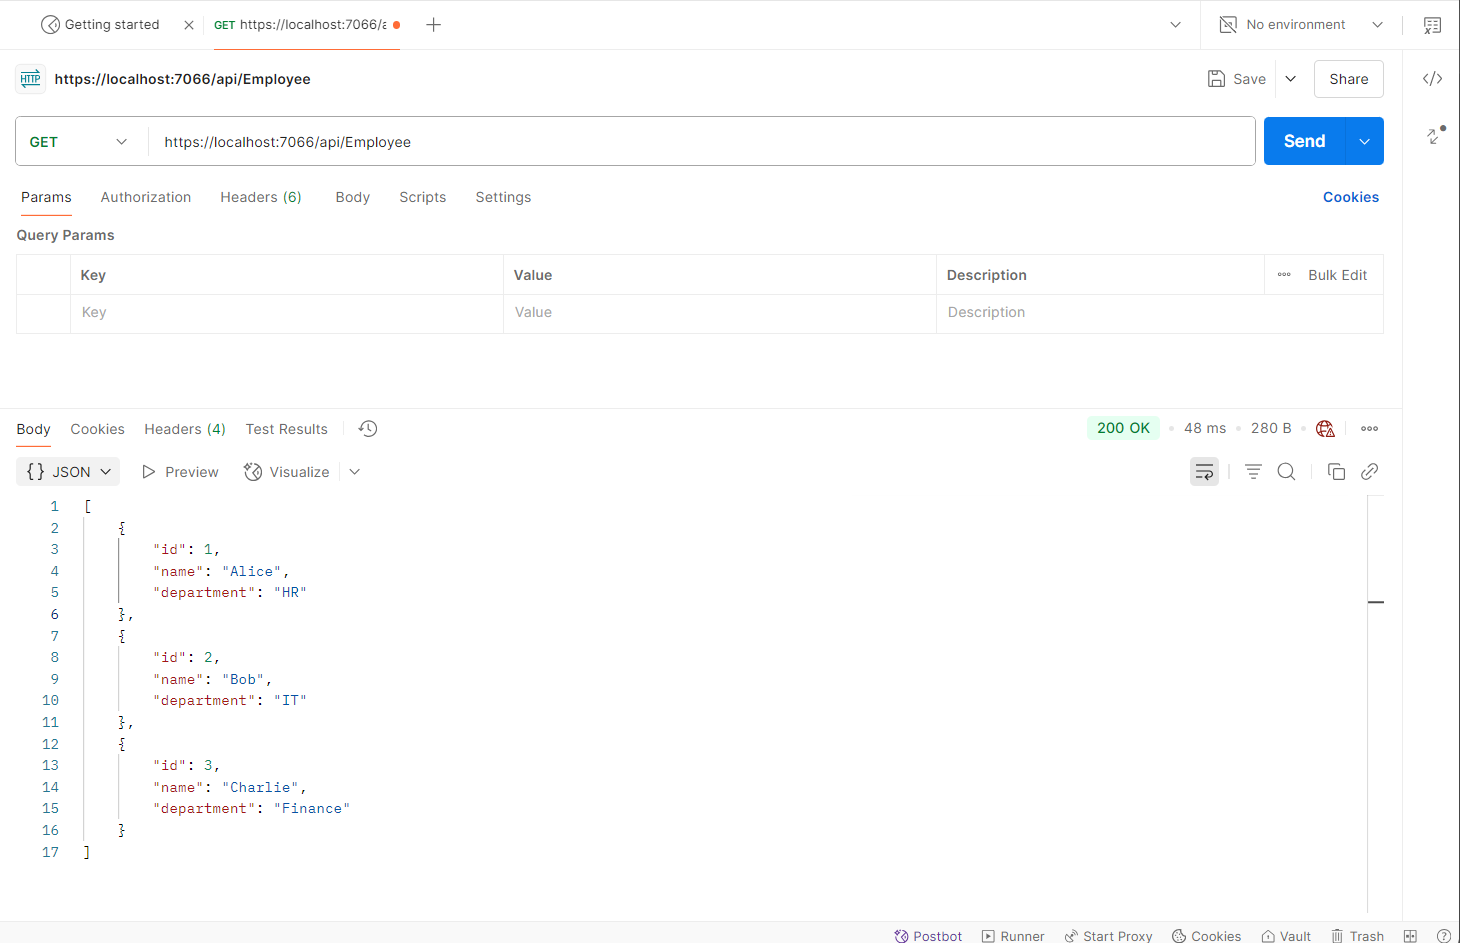 Getting started
GET https://localhost:7066/a
No environment
HTTP https://localhost:7066/api/Employee
Save
Share
GET https://localhost:7066/api/Employee
Send
Params Authorization Headers (6) Body Scripts Settings Cookies
Query Params
Key Value Description Bulk Edit
Key Value Description
Body Cookies Headers (4) Test Results 200 OK 48 ms 280 B
{} JSON Preview Visualize
1 [
2 {
3 "id": 1,
4 "name": "Alice",
5 "department": "HR"
6 },
7 {
8 "id": 2,
9 "name": "Bob",
10 "department": "IT"
11 },
12 {
13 "id": 3,
14 "name": "Charlie",
15 "department": "Finance"
16 }
17 ]
Postbot Runner Start Proxy Cookies Vault Trash